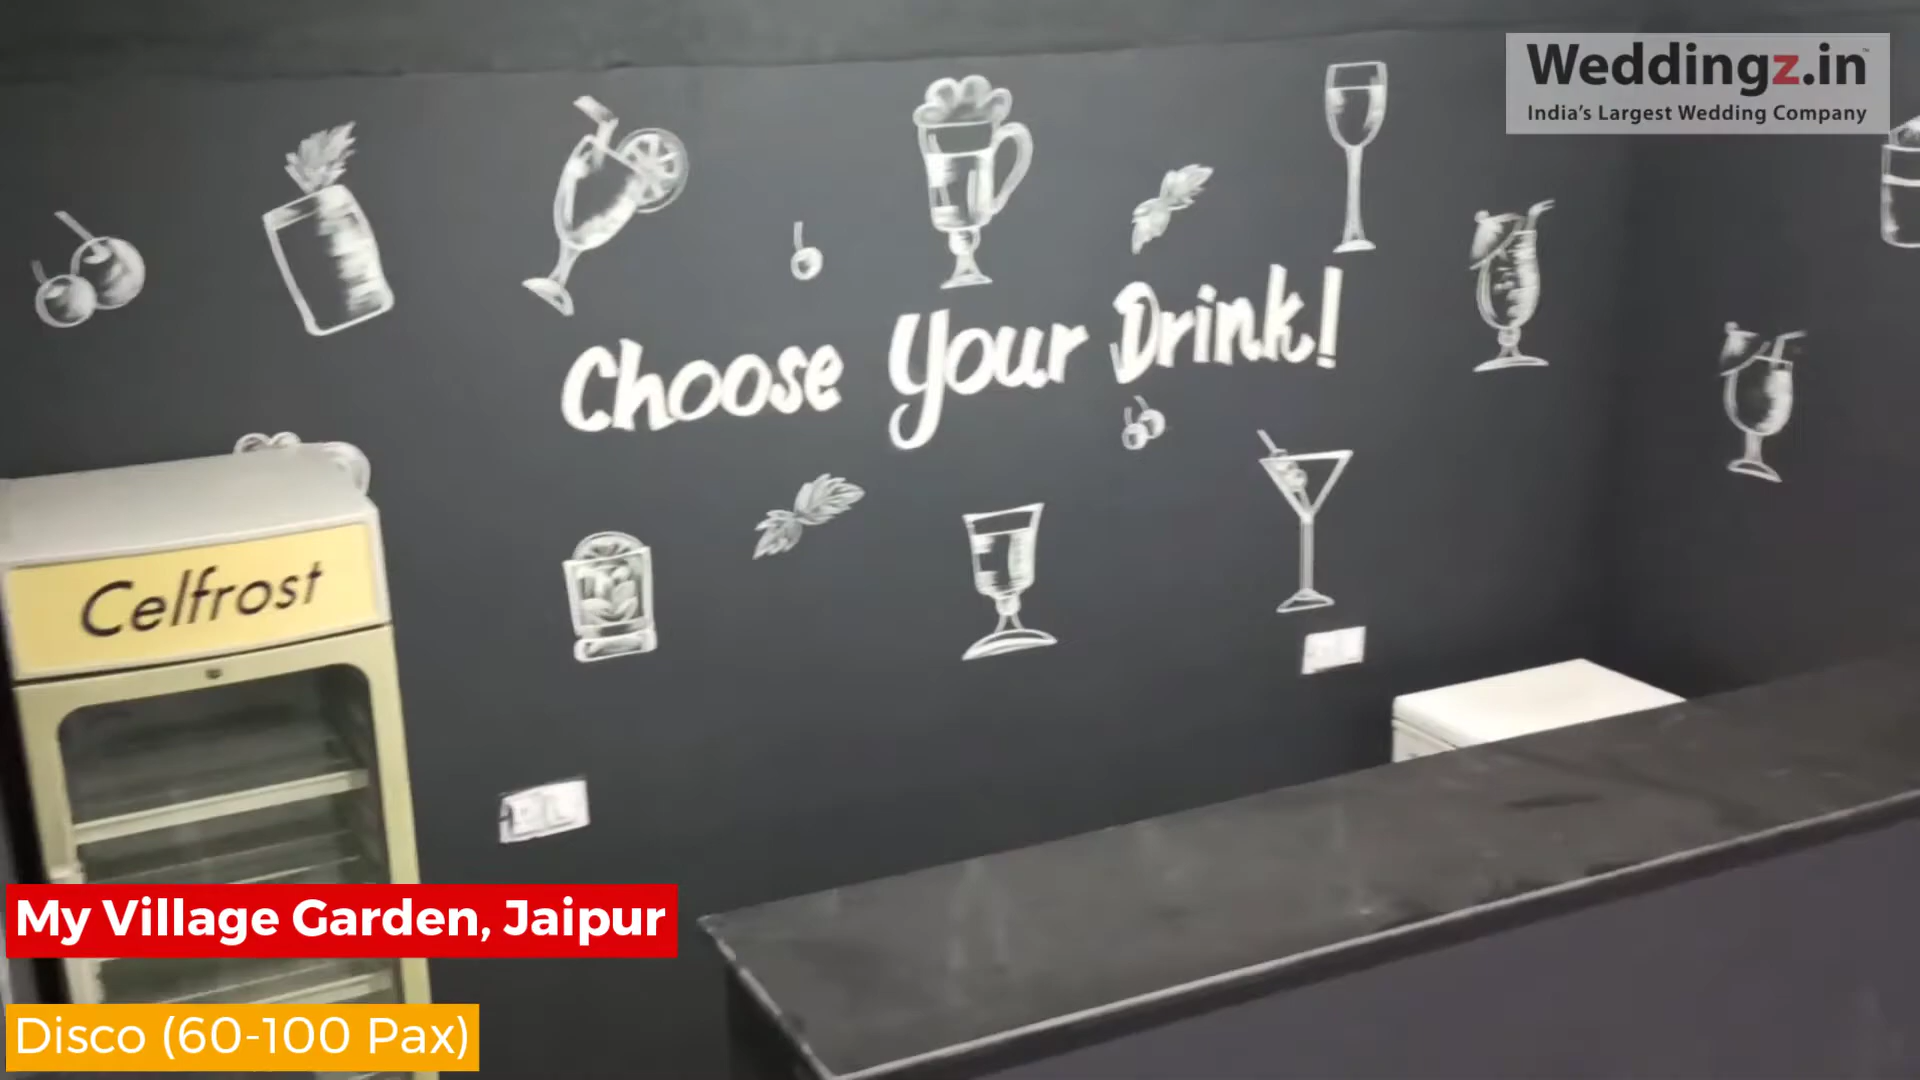 Weddingz.in
India's Largest Wedding Company
Choose Your Drink!
Celfrost
My Village Garden, Jaipur
Disco (60-100 Pax)